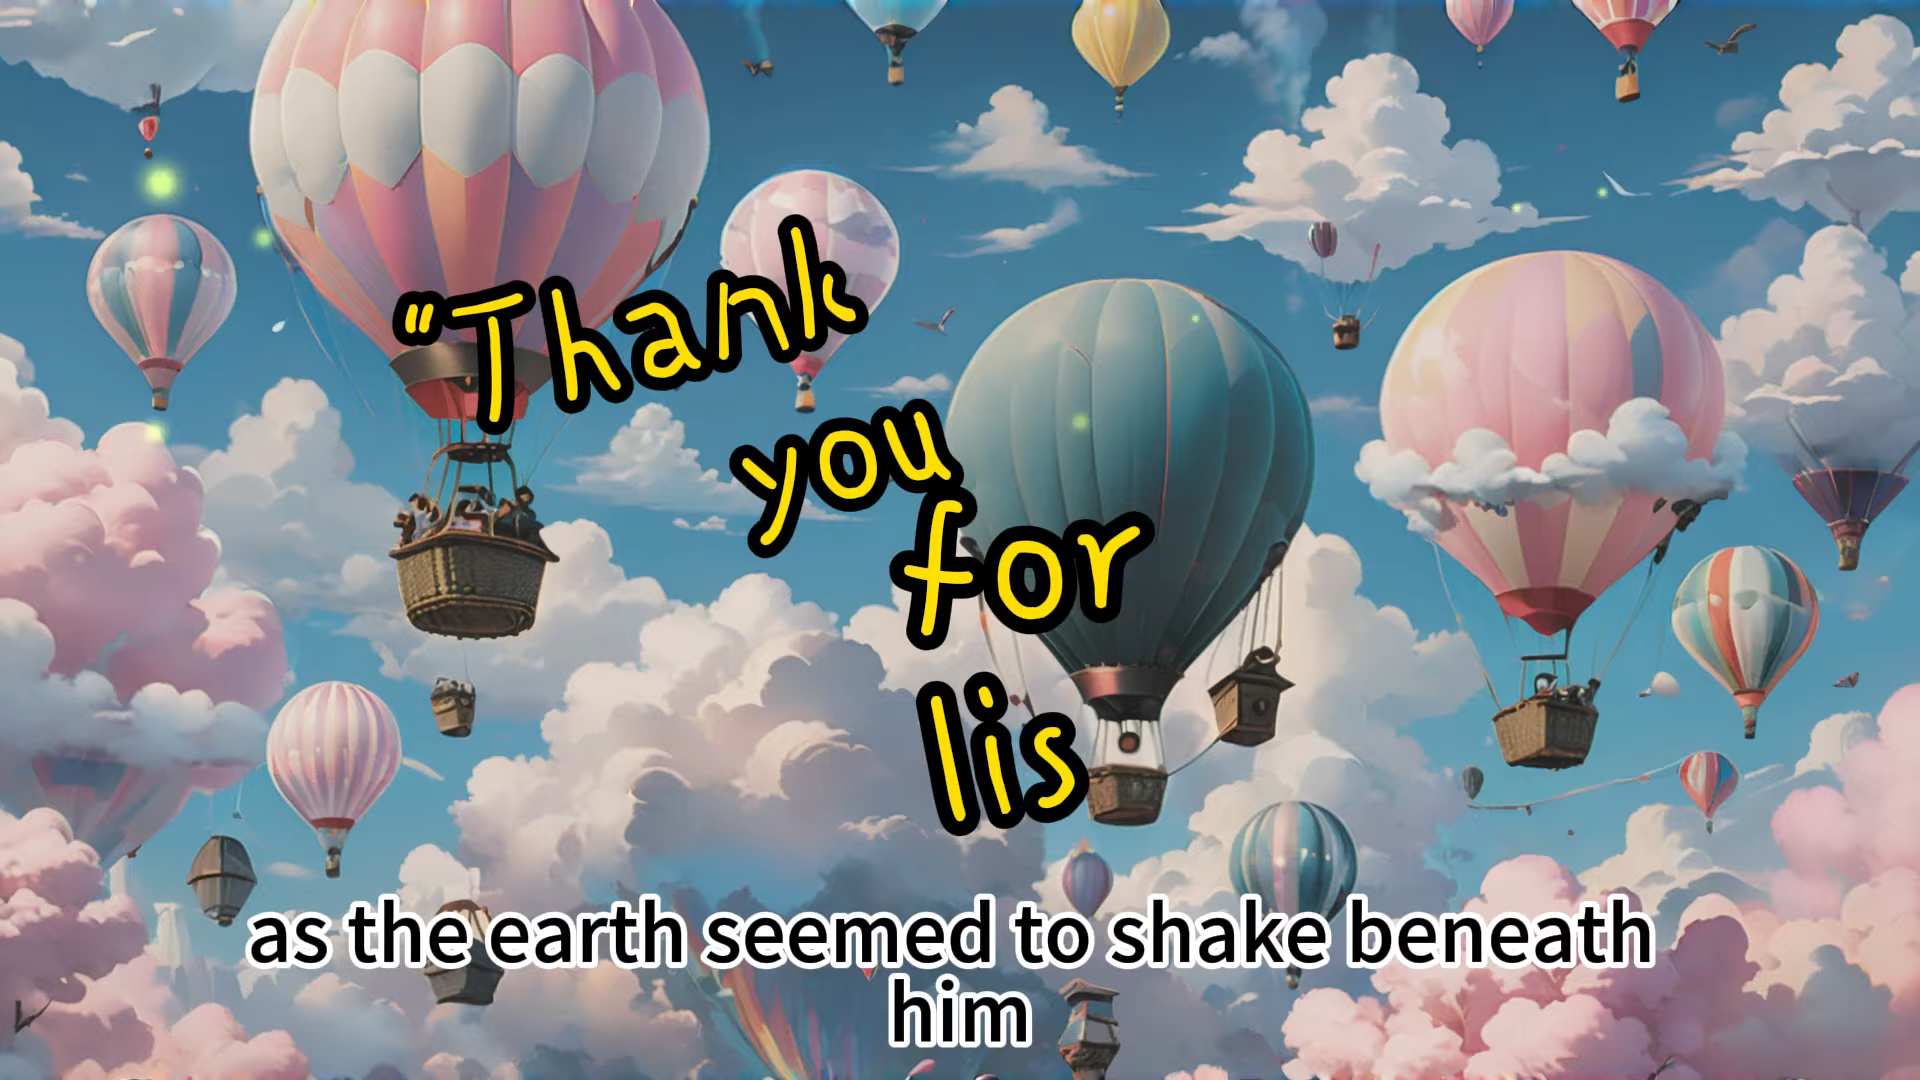 "Thank
you
for
lis
as the earth seemed to shake beneath
him